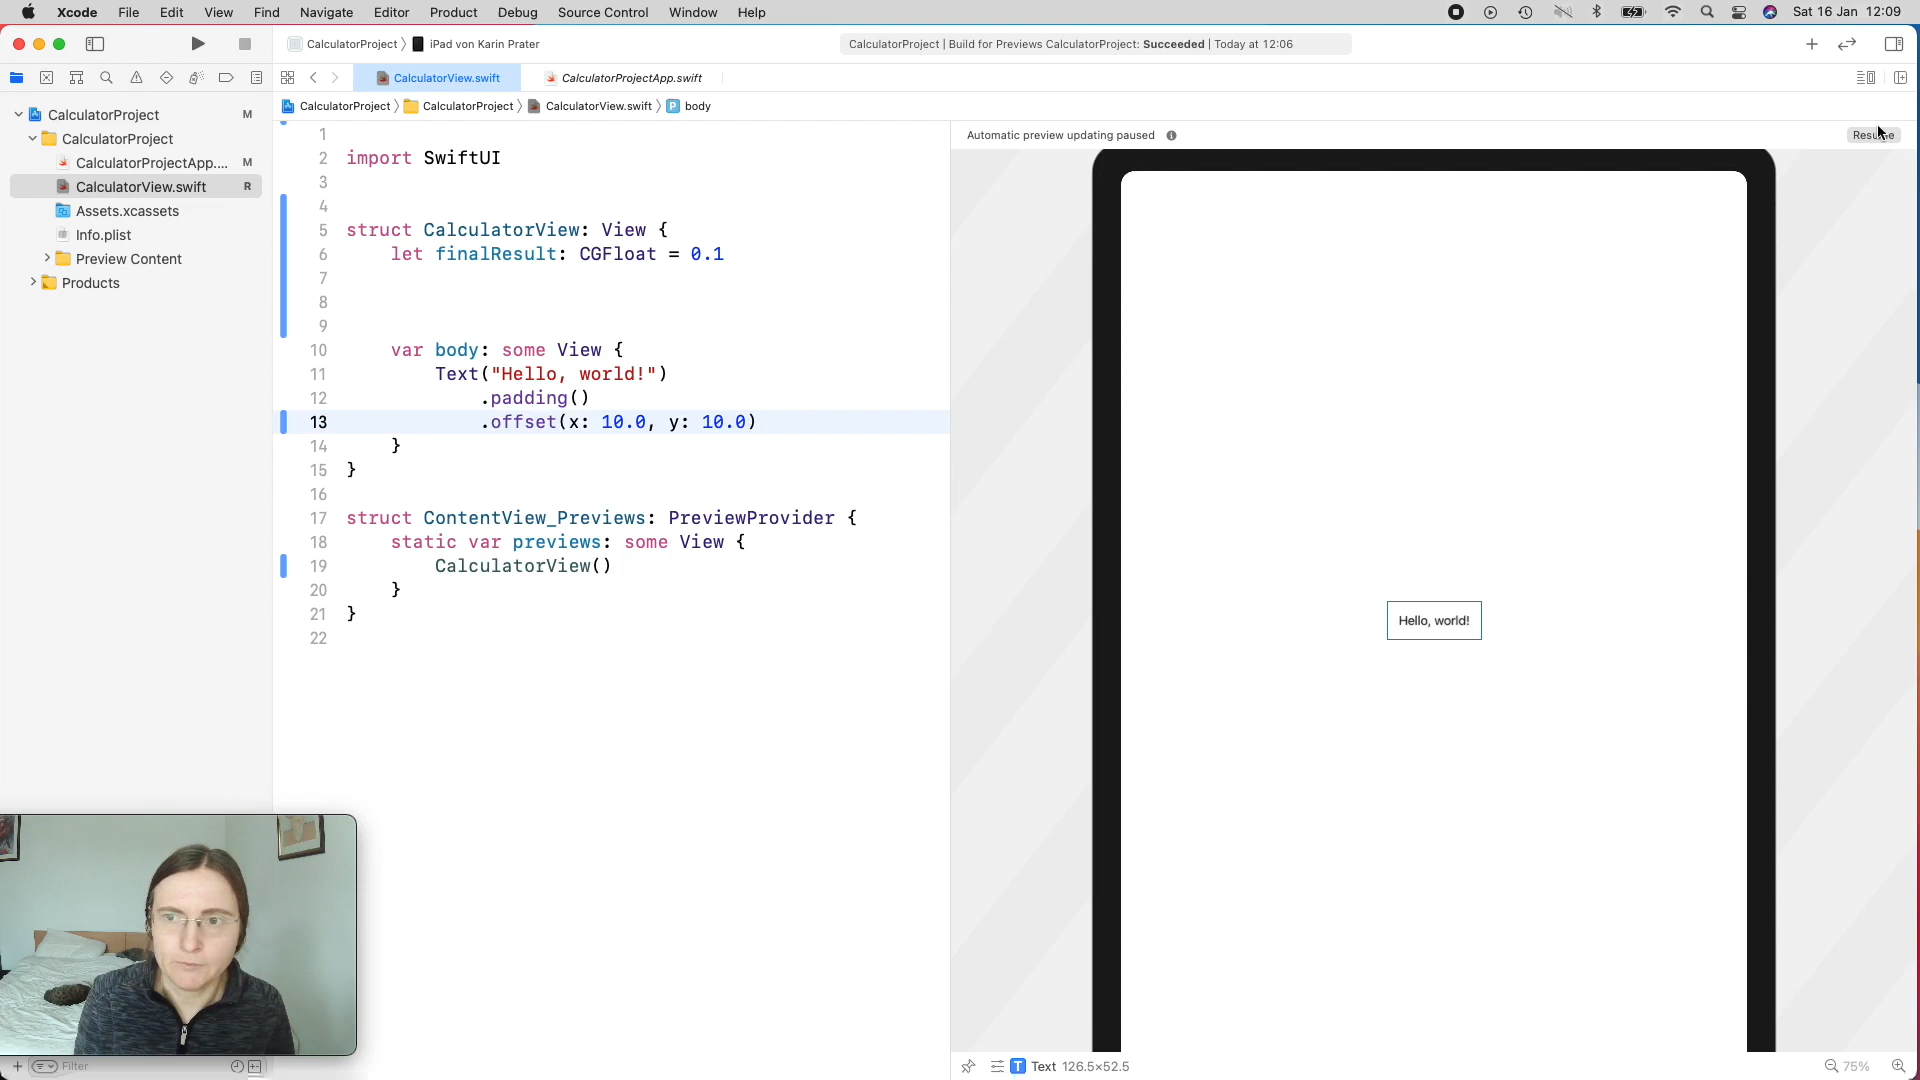 Xcode File Edit View Find Navigate Editor Product Debug Source Control Window Help Sat 16 Jan 12:09
CalculatorProject iPad von Karin Prater CalculatorProject | Build for Previews CalculatorProject: Succeeded | Today at 12:06
CalculatorView.swift CalculatorProjectApp.swift
CalculatorProject CalculatorProject CalculatorView.swift P body
CalculatorProject M
CalculatorProject
CalculatorProjectApp.... M
CalculatorView.swift R
Assets.xcassets
Info.plist
Preview Content
Products
1
2 import SwiftUI
3
4
5 struct CalculatorView: View {
6 let finalResult: CGFloat = 0.1
7
8
9
10 var body: some View {
11 Text("Hello, world!")
12 .padding()
13 .offset(x: 10.0, y: 10.0)
14 }
15 }
16
17 struct ContentView_Previews: PreviewProvider {
18 static var previews: some View {
19 CalculatorView()
20 }
21 }
22
Automatic preview updating paused Resume
Hello, world!
Filter
T Text 126.5×52.5 75%